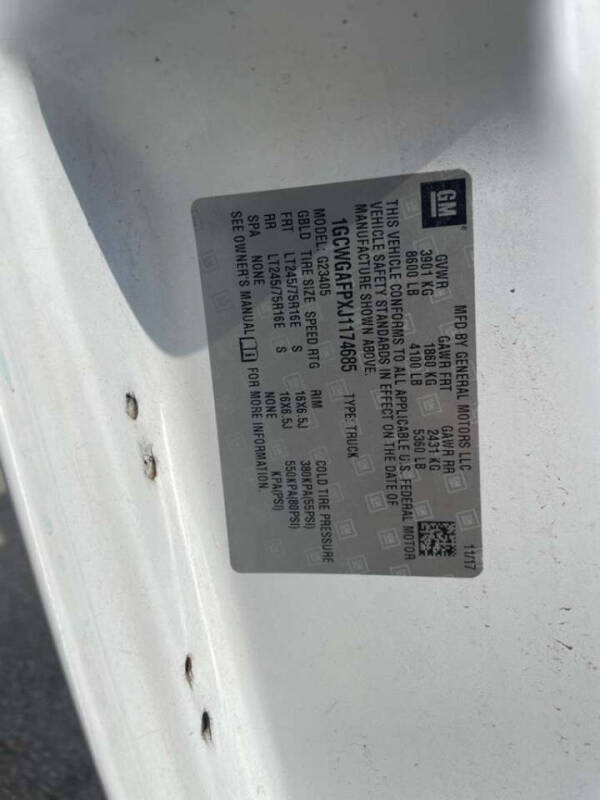 GM
MFD BY GENERAL MOTORS LLC 11/17
GVWR GAWR FRT GAWR RR
3901 KG 1860 KG 2431 KG
8600 LB 4100 LB 5360 LB
THIS VEHICLE CONFORMS TO ALL APPLICABLE U.S. FEDERAL MOTOR
VEHICLE SAFETY STANDARDS IN EFFECT ON THE DATE OF
MANUFACTURE SHOWN ABOVE.
1GCWGAFPXJ1174685 TYPE: TRUCK
MODEL: G23405
GBLD TIRE SIZE SPEED RTG RIM COLD TIRE PRESSURE
FRT LT245/75R16E S 16X6.5J 380KPA(55PSI)
RR LT245/75R16E S 16X6.5J 550KPA(80PSI)
SPA NONE NONE KPA(PSI)
SEE OWNER'S MANUAL FOR MORE INFORMATION.